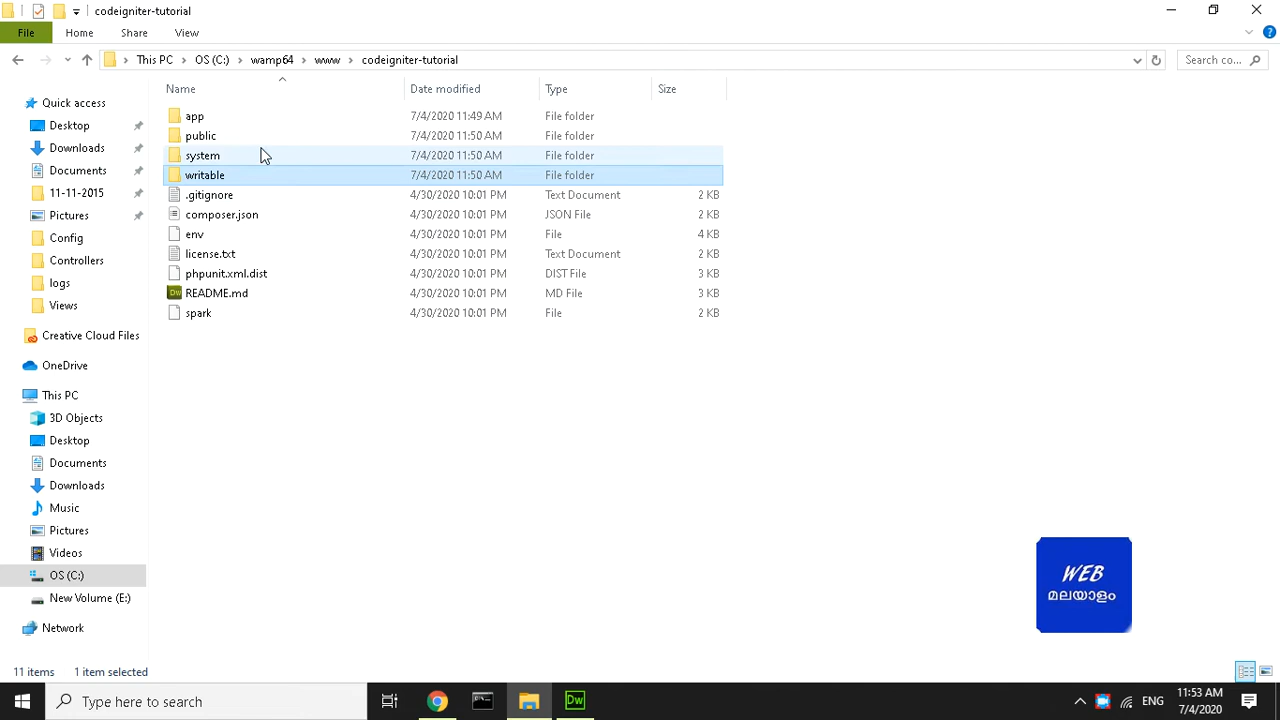 codeigniter-tutorial
File Home Share View
This PC OS (C:) wamp64 www codeigniter-tutorial
Search co...
Name Date modified Type Size
app 7/4/2020 11:49 AM File folder
public 7/4/2020 11:50 AM File folder
system 7/4/2020 11:50 AM File folder
writable 7/4/2020 11:50 AM File folder
.gitignore 4/30/2020 10:01 PM Text Document 2 KB
composer.json 4/30/2020 10:01 PM JSON File 2 KB
env 4/30/2020 10:01 PM File 4 KB
license.txt 4/30/2020 10:01 PM Text Document 2 KB
phpunit.xml.dist 4/30/2020 10:01 PM DIST File 3 KB
README.md 4/30/2020 10:01 PM MD File 3 KB
spark 4/30/2020 10:01 PM File 2 KB
Quick access
Desktop
Downloads
Documents
11-11-2015
Pictures
Config
Controllers
logs
Views
Creative Cloud Files
OneDrive
This PC
3D Objects
Desktop
Documents
Downloads
Music
Pictures
Videos
OS (C:)
New Volume (E:)
Network
WEB
മലയാളം
11 items 1 item selected
Type here to search
Dw
ENG
11:53 AM
7/4/2020